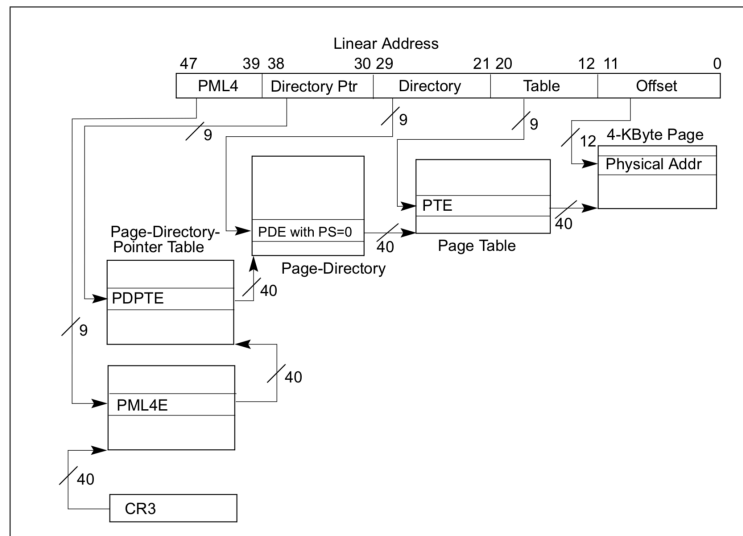 Linear Address
47 39 38 30 29 21 20 12 11 0
PML4 Directory Ptr Directory Table Offset
9 9 9
12 4-KByte Page
Physical Addr
PTE
40
Page Table
PDE with PS=0
40
Page-Directory
Page-Directory-
Pointer Table
PDPTE
40
9
40
PML4E
40
CR3